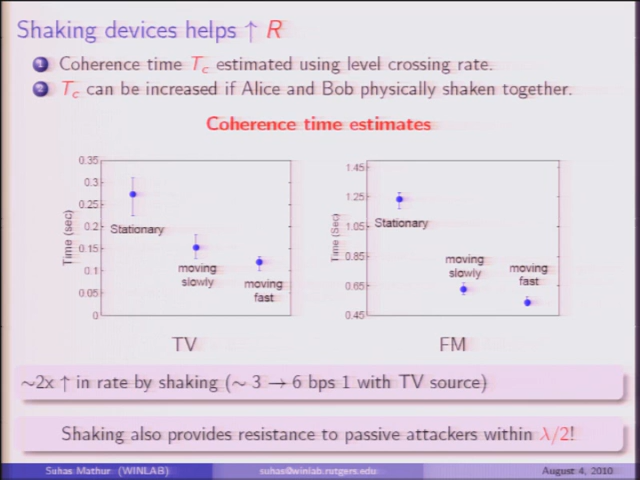 Shaking devices helps ↑ R
1 Coherence time Tc estimated using level crossing rate.
2 Tc can be increased if Alice and Bob physically shaken together.
Coherence time estimates
0.35
0.3
0.25
0.2
0.15
0.1
0.05
0
Time (sec)
Stationary
moving
slowly
moving
fast
TV
1.45
1.25
1.05
0.85
0.65
0.45
Time (Sec)
Stationary
moving
slowly
moving
fast
FM
~2x ↑ in rate by shaking (~ 3 → 6 bps 1 with TV source)
Shaking also provides resistance to passive attackers within λ/2!
Suhas Mathur (WINLAB) suhas@winlab.rutgers.edu August 4, 2010